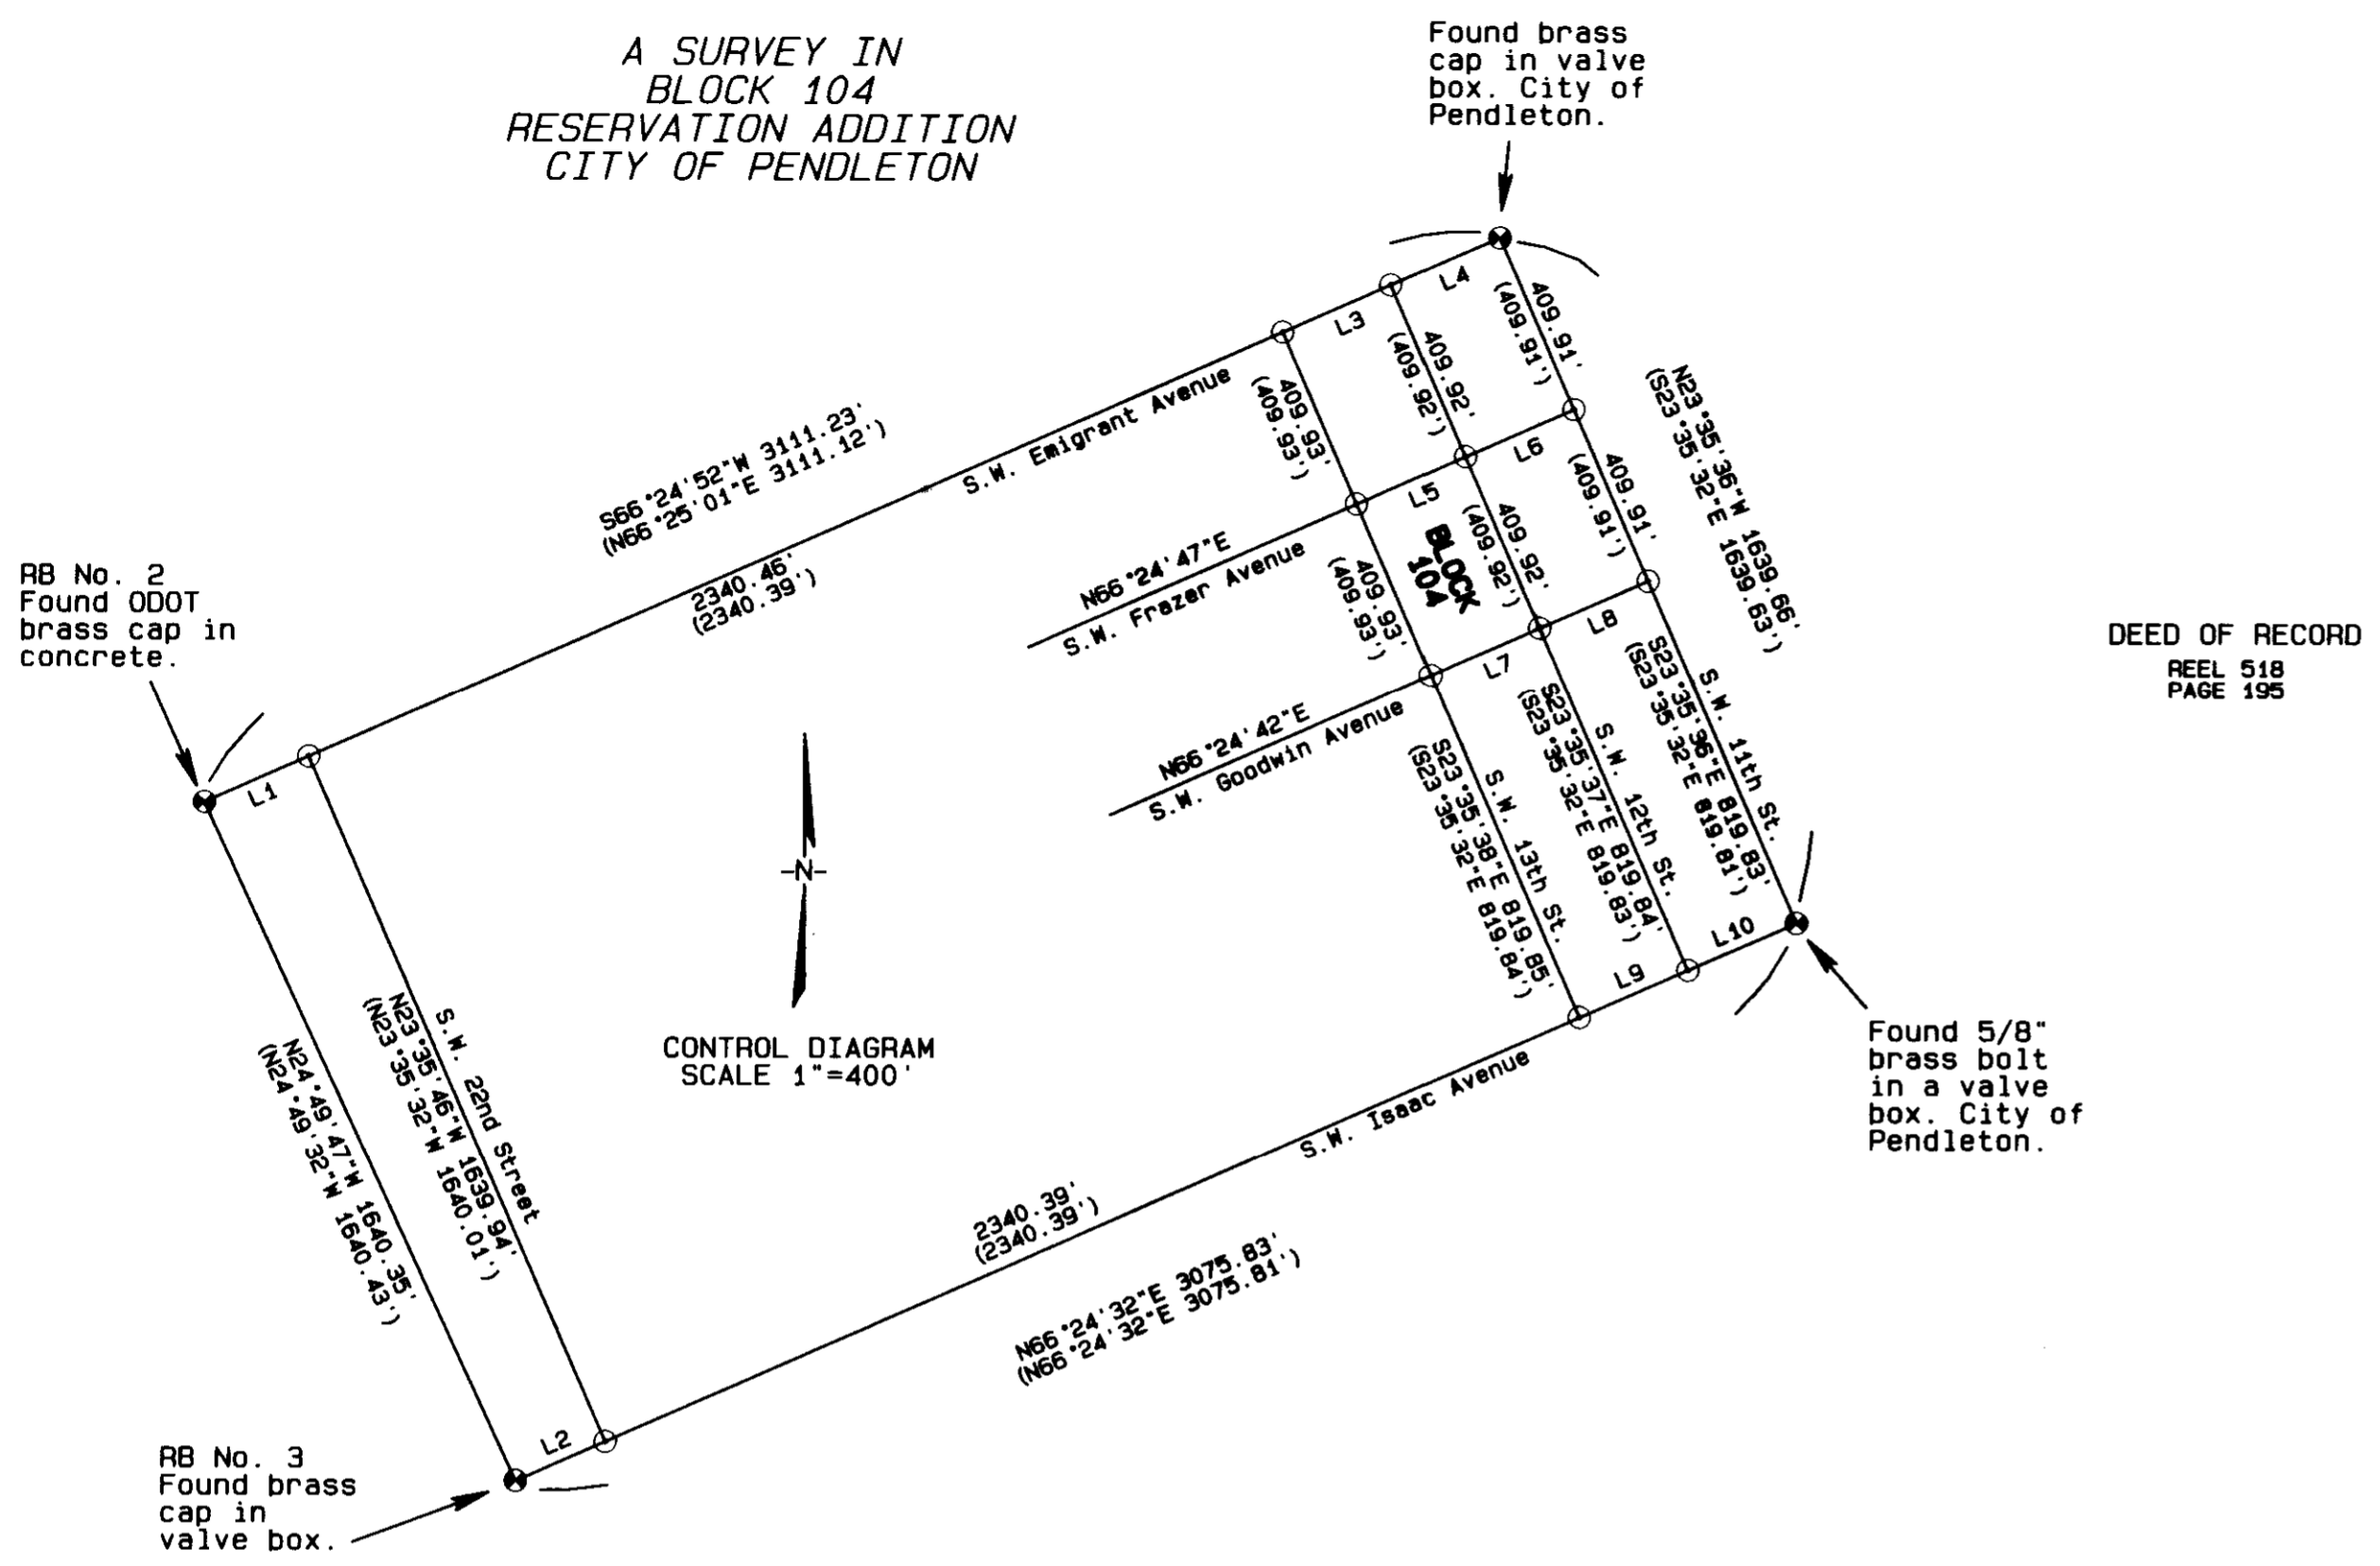 A SURVEY IN
BLOCK 104
RESERVATION ADDITION
CITY OF PENDLETON
Found brass
cap in valve
box. City of
Pendleton.
L4
L3
409.91'
(409.91')
409.92'
(409.92')
409.93'
(409.93')
N23°35'36"W 1639.66'
(S23°35'32"E 1639.63')
S66°24'52"W 3111.23'
(N66°25'01"E 3111.12')
S.W. Emigrant Avenue
2340.46'
(2340.39')
L6
L5
409.91'
(409.91')
409.92'
(409.92')
409.93'
(409.93')
BLOCK
104
N66°24'47"E
S.W. Frazer Avenue
RB No. 2
Found ODOT
brass cap in
concrete.
DEED OF RECORD
REEL 518
PAGE 195
L8
L7
N66°24'42"E
S.W. Goodwin Avenue
L1
S.W. 11th St.
S23°35'36"E 819.83'
(S23°35'32"E 819.81')
S.W. 12th St.
S23°35'37"E 819.84'
(S23°35'32"E 819.83')
S.W. 13th St.
S23°35'38"E 819.85'
(S23°35'32"E 819.84')
-N-
L10
L9
CONTROL DIAGRAM
SCALE 1"=400'
S.W. 22nd Street
N23°35'46"W 1639.94'
(N23°35'32"W 1640.01')
N24°49'47"W 1640.35'
(N24°49'32"W 1640.43')
Found 5/8"
brass bolt
in a valve
box. City of
Pendleton.
S.W. Isaac Avenue
2340.39'
(2340.39')
N66°24'32"E 3075.83'
(N66°24'32"E 3075.81')
L2
RB No. 3
Found brass
cap in
valve box.